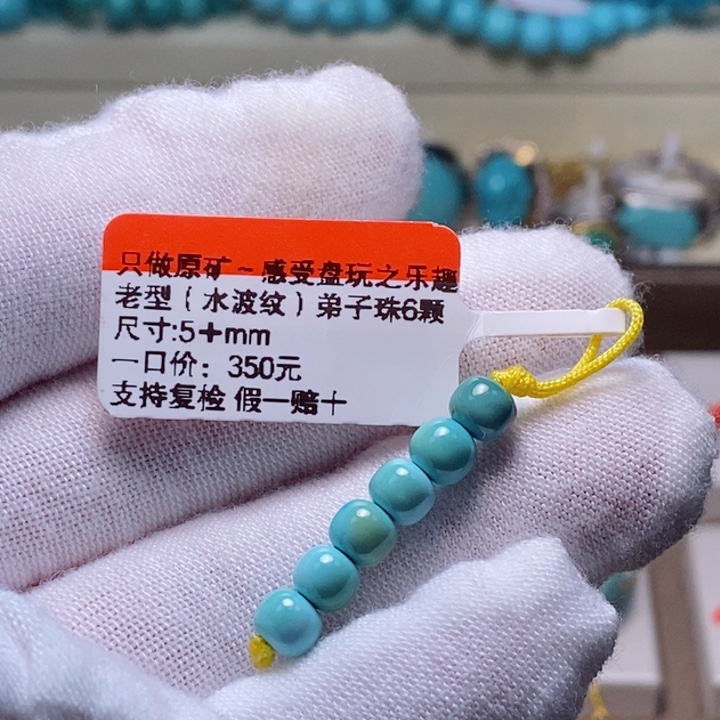 只做原矿~感受盘玩之乐趣
老型(水波纹)弟子珠6颗
尺寸:5+mm
一口价: 350元
支持复检 假一赔十